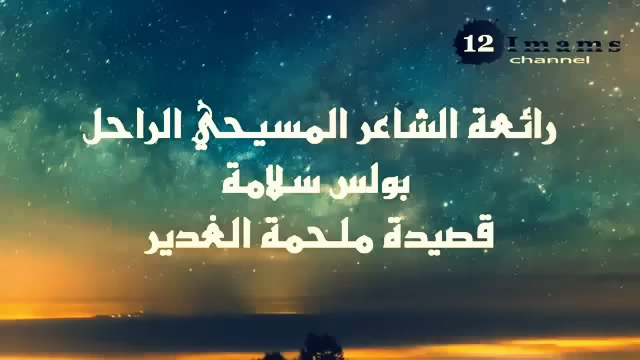 12 Imams
channel
رائعة الشاعر المسيحي الراحل
بولس سلامة
قصيدة ملحمة الغدير